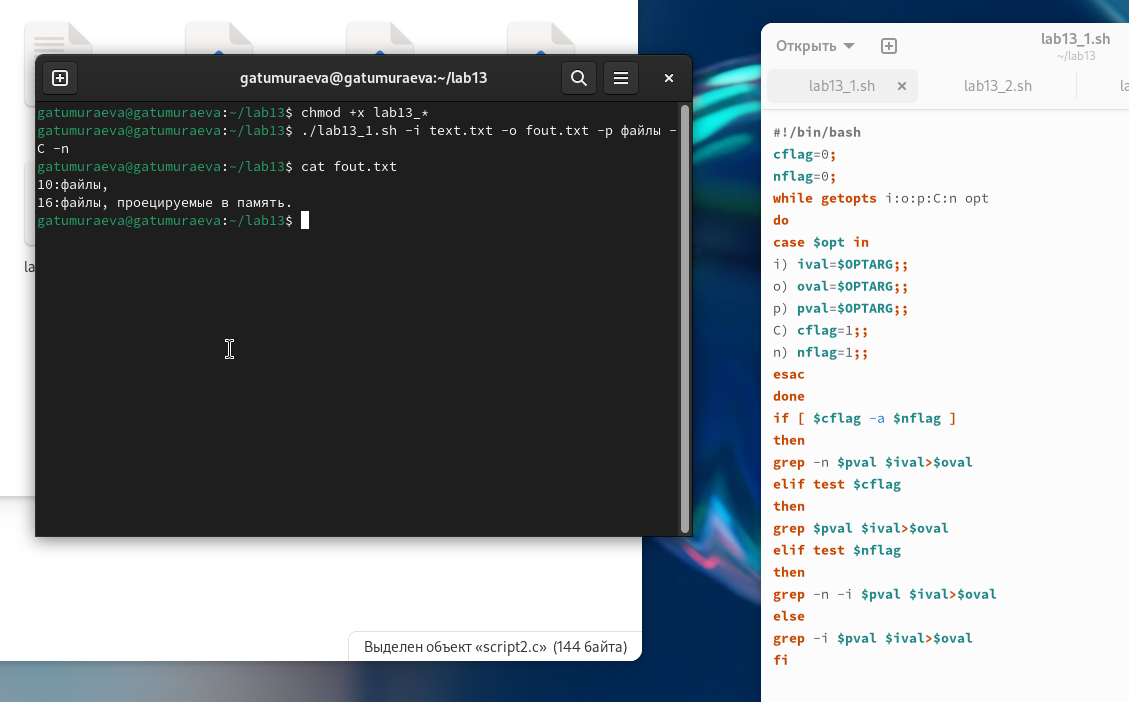 gatumuraeva@gatumuraeva:~/lab13
gatumuraeva@gatumuraeva:~/lab13$ chmod +x lab13_*
gatumuraeva@gatumuraeva:~/lab13$ ./lab13_1.sh -i text.txt -o fout.txt -p файлы -
C -n
gatumuraeva@gatumuraeva:~/lab13$ cat fout.txt
10:файлы,
16:файлы, проецируемые в память.
gatumuraeva@gatumuraeva:~/lab13$
la
Выделен объект «script2.c» (144 байта)
Открыть
lab13_1.sh
~/lab13
lab13_1.sh
lab13_2.sh
la
#!/bin/bash
cflag=0;
nflag=0;
while getopts i:o:p:C:n opt
do
case $opt in
i) ival=$OPTARG;;
o) oval=$OPTARG;;
p) pval=$OPTARG;;
C) cflag=1;;
n) nflag=1;;
esac
done
if [ $cflag -a $nflag ]
then
grep -n $pval $ival>$oval
elif test $cflag
then
grep $pval $ival>$oval
elif test $nflag
then
grep -n -i $pval $ival>$oval
else
grep -i $pval $ival>$oval
fi